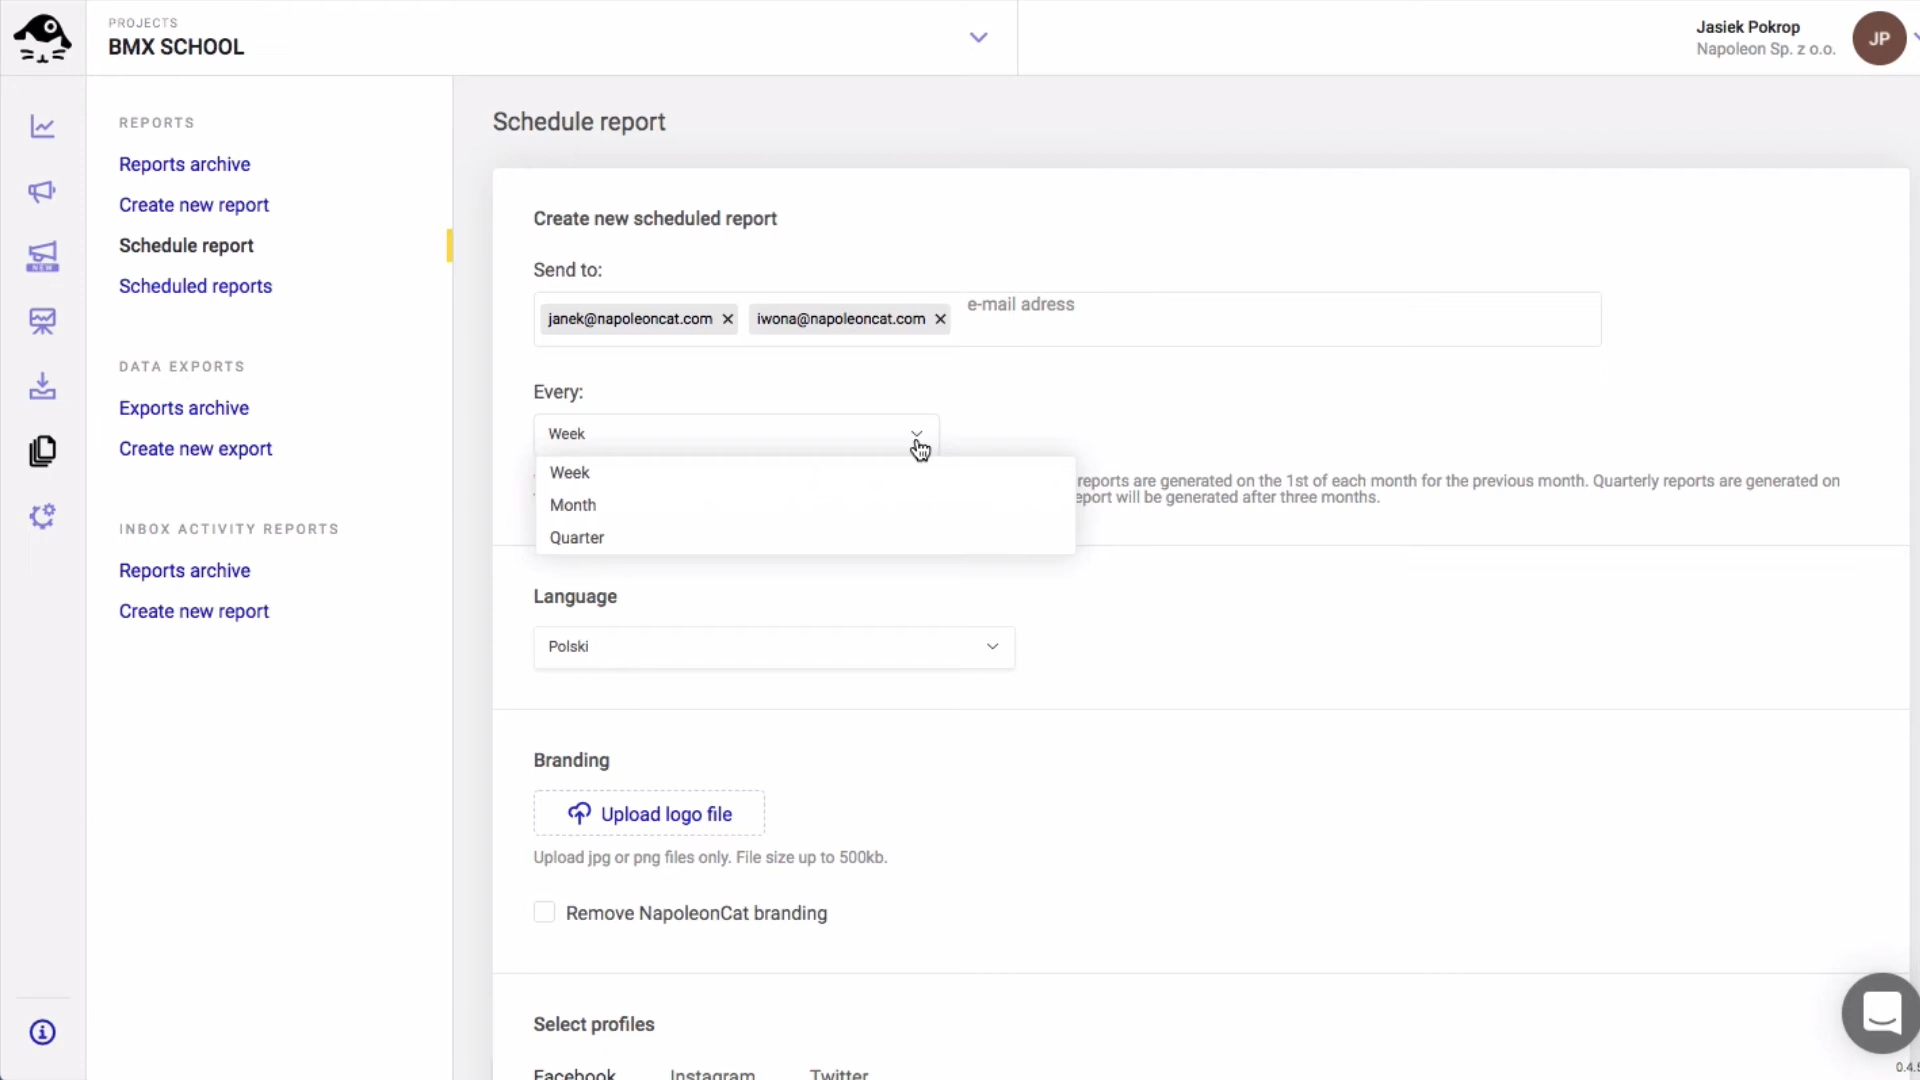 PROJECTS
BMX SCHOOL
Jasiek Pokrop
Napoleon Sp. z o.o.
JP
NEW
REPORTS
Reports archive
Create new report
Schedule report
Scheduled reports
DATA EXPORTS
Exports archive
Create new export
INBOX ACTIVITY REPORTS
Reports archive
Create new report
Schedule report
Create new scheduled report
Send to:
janek@napoleoncat.com × iwona@napoleoncat.com × e-mail adress
Every:
Week
Week
Month
Quarter
reports are generated on the 1st of each month for the previous month. Quarterly reports are generated on
port will be generated after three months.
Language
Polski
Branding
Upload logo file
Upload jpg or png files only. File size up to 500kb.
Remove NapoleonCat branding
Select profiles
Facebook Instagram Twitter